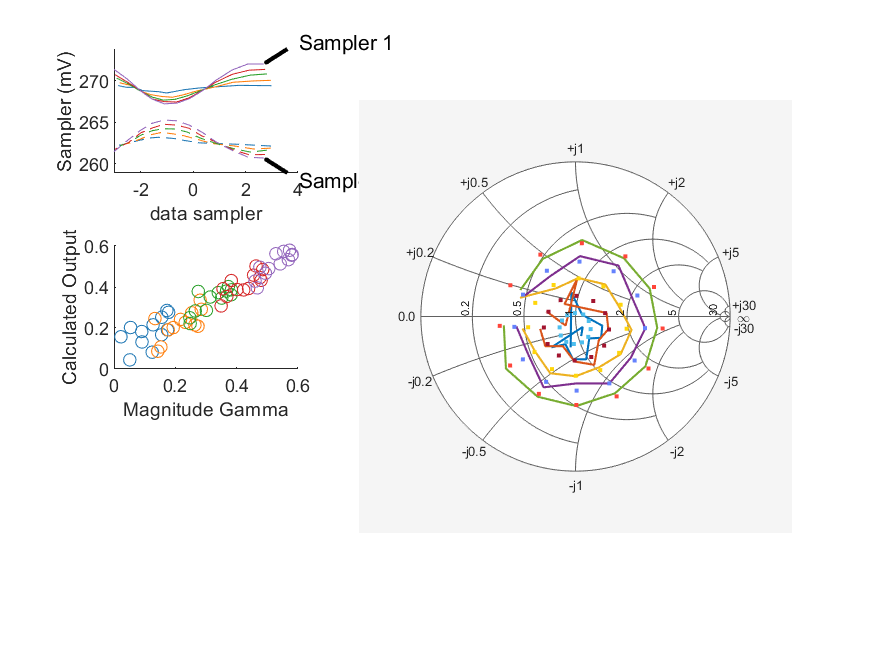 Sampler 1
Sampler (mV)
270
265
260
-2
0
2
4
data sampler
Calculated Output
0.6
0.4
0.2
0
0
0.2
0.4
0.6
Magnitude Gamma
+j1
+j0.5
+j2
+j0.2
+j5
0.0
0.2
0.5
1
2
5
30
+j30
∞
-j30
-j0.2
-j5
-j0.5
-j2
-j1